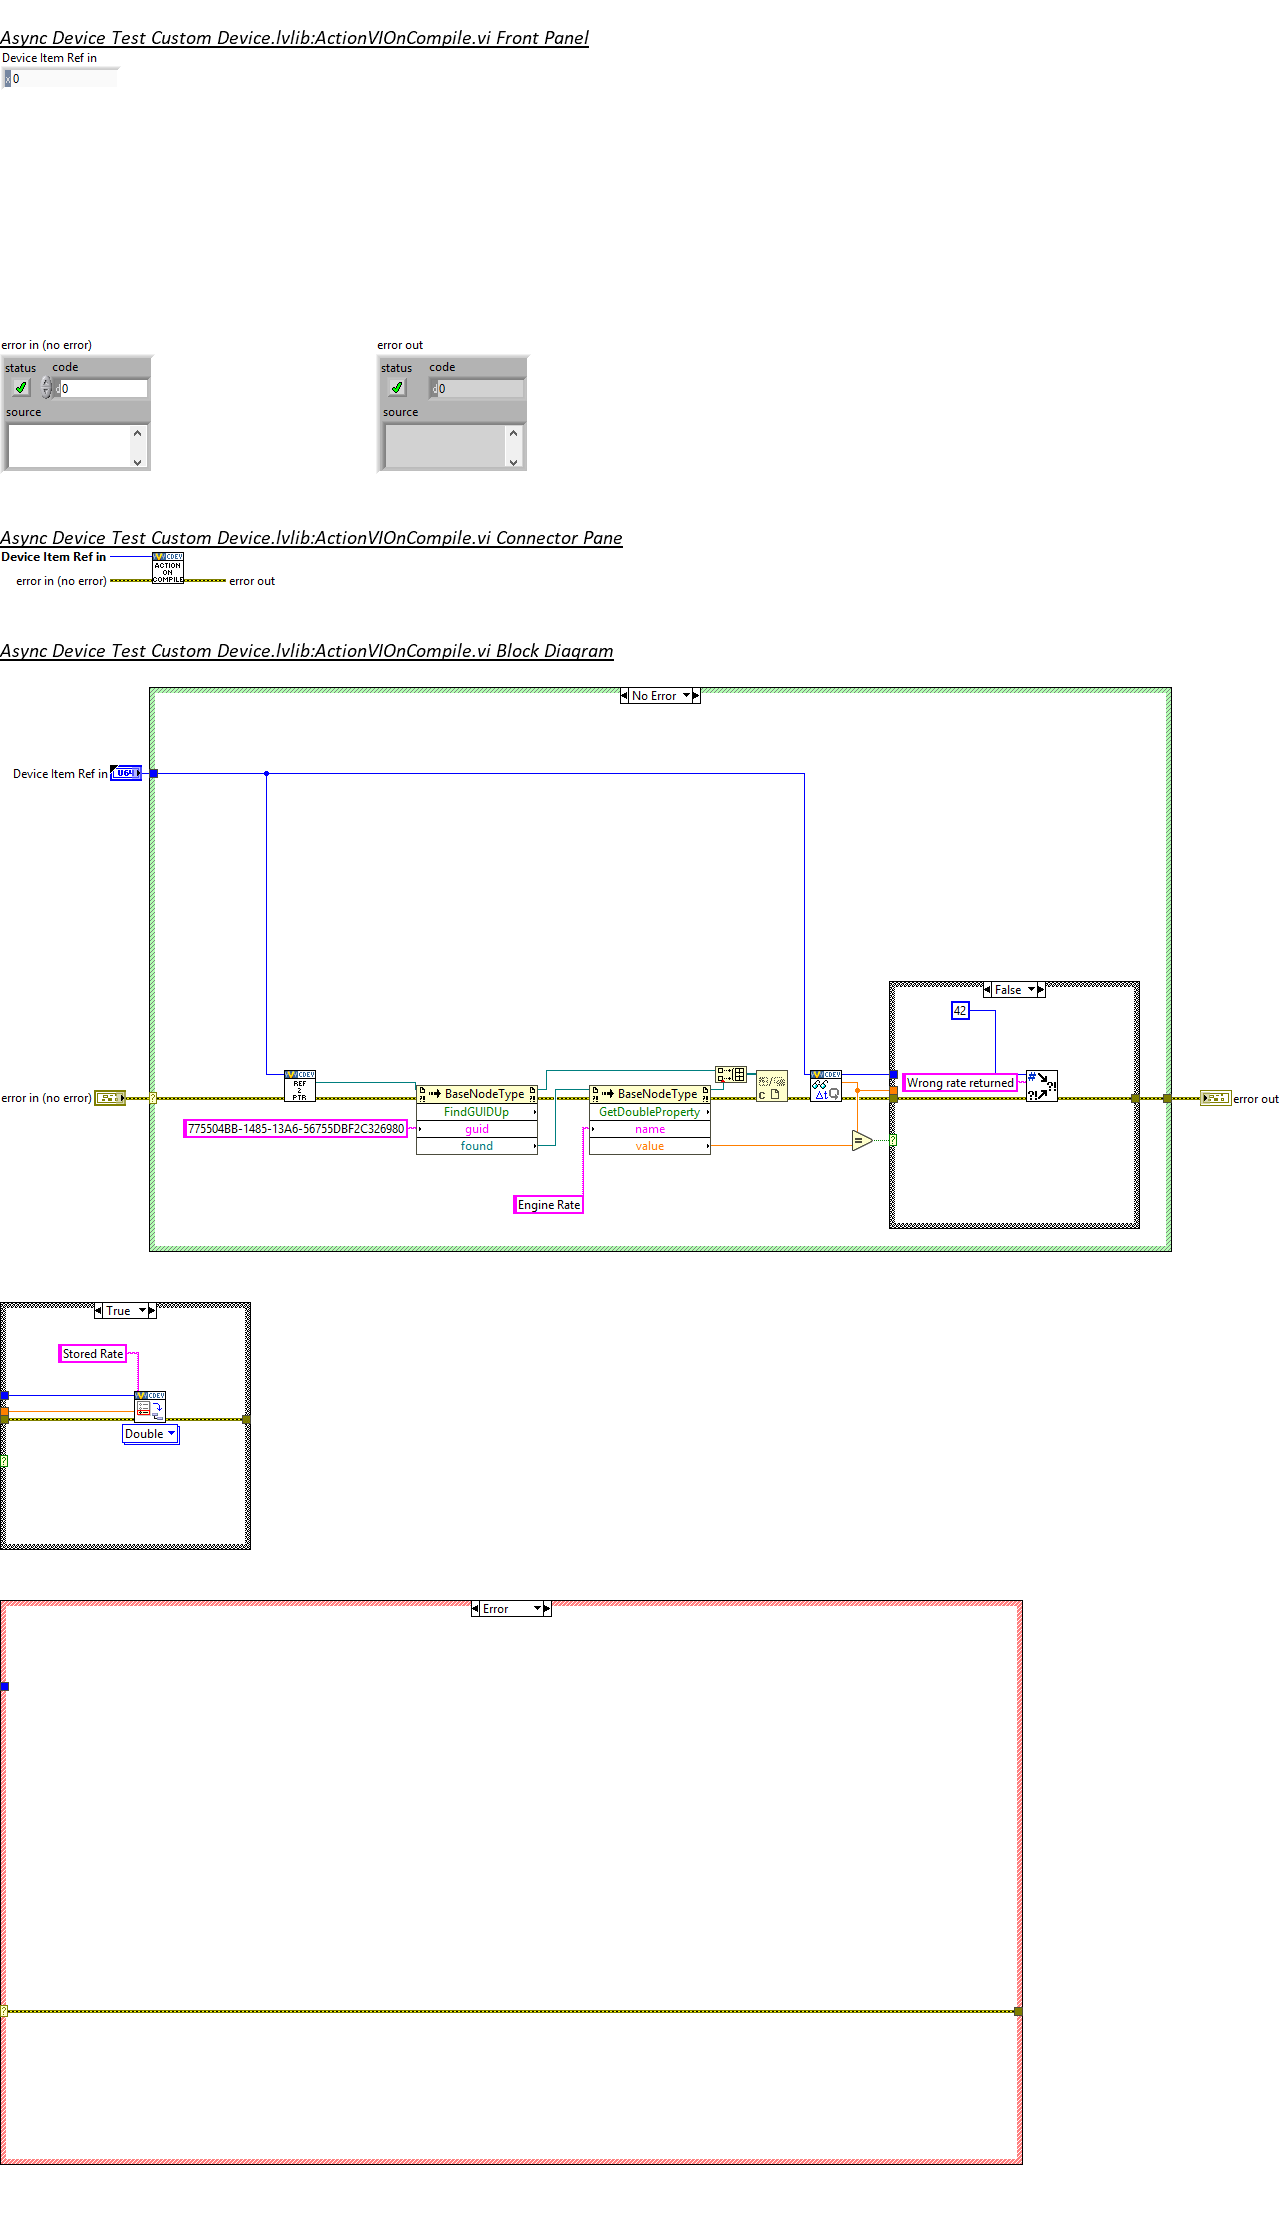 Async Device Test Custom Device.lvlib:ActionVIOnCompile.vi Front Panel
Device Item Ref in
x 0
error in (no error)
error out
status code
d 0
source
status code
d 0
source
Async Device Test Custom Device.lvlib:ActionVIOnCompile.vi Connector Pane
Device Item Ref in
CDEV
ACTION
ON
COMPILE
error in (no error)
error out
Async Device Test Custom Device.lvlib:ActionVIOnCompile.vi Block Diagram
No Error
Device Item Ref in
U64
False
42
CDEV
REF
2
PTR
BaseNodeType
FindGUIDUp
guid
found
BaseNodeType
GetDoubleProperty
name
value
C
CDEV
Δt
Wrong rate returned
#
?!
?!
error in (no error)
?
error out
775504BB-1485-13A6-56755DBF2C326980
=
?
Engine Rate
True
Stored Rate
CDEV
Double
?
Error
?